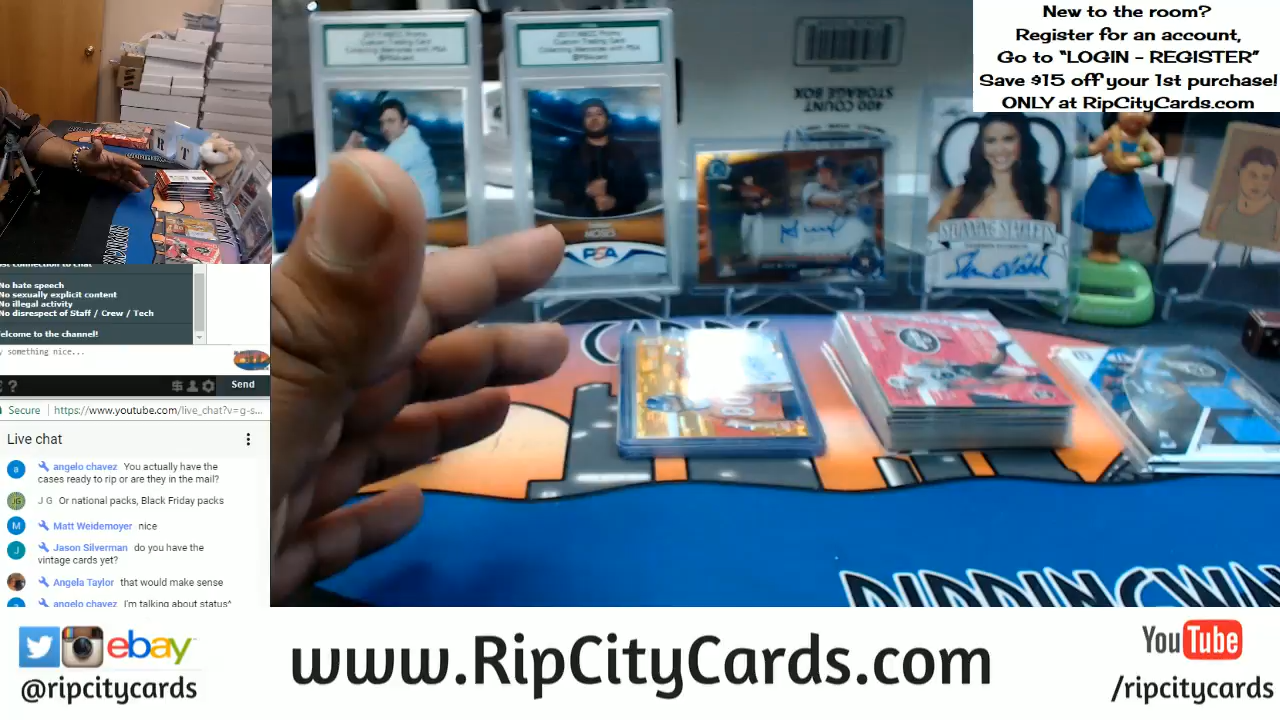 New to the room?
Register for an account,
Go to “LOGIN - REGISTER”
Save $15 off your 1st purchase!
ONLY at RipCityCards.com
400 COUNT
STORAGE BOX
PSA
CARDS
R T
No hate speech
No sexually explicit content
No illegal activity
No disrespect of Staff / Crew / Tech
elcome to the channel!
something nice...
?
Send
Secure
https://www.youtube.com/live_chat?v=g-s...
Live chat
angelo chavez You actually have the
cases ready to rip or are they in the mail?
J G Or national packs, Black Friday packs
Matt Weidemoyer nice
Jason Silverman do you have the
vintage cards yet?
Angela Taylor that would make sense
angelo chavez I'm talking about status^
ebay
@ripcitycards
www.RipCityCards.com
YouTube
/ripcitycards